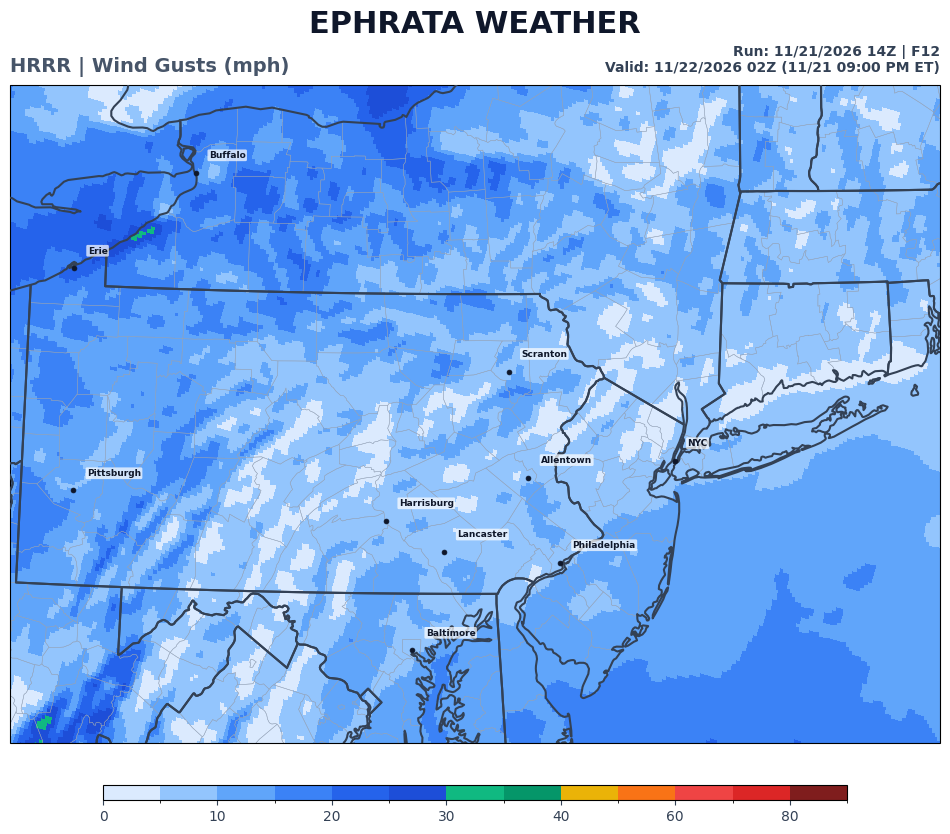 EPHRATA WEATHER
HRRR | Wind Gusts (mph)
Run: 11/21/2026 14Z | F12
Valid: 11/22/2026 02Z (11/21 09:00 PM ET)
Buffalo
Erie
Scranton
NYC
Allentown
Pittsburgh
Harrisburg
Lancaster
Philadelphia
Baltimore
0 10 20 30 40 50 60 70 80